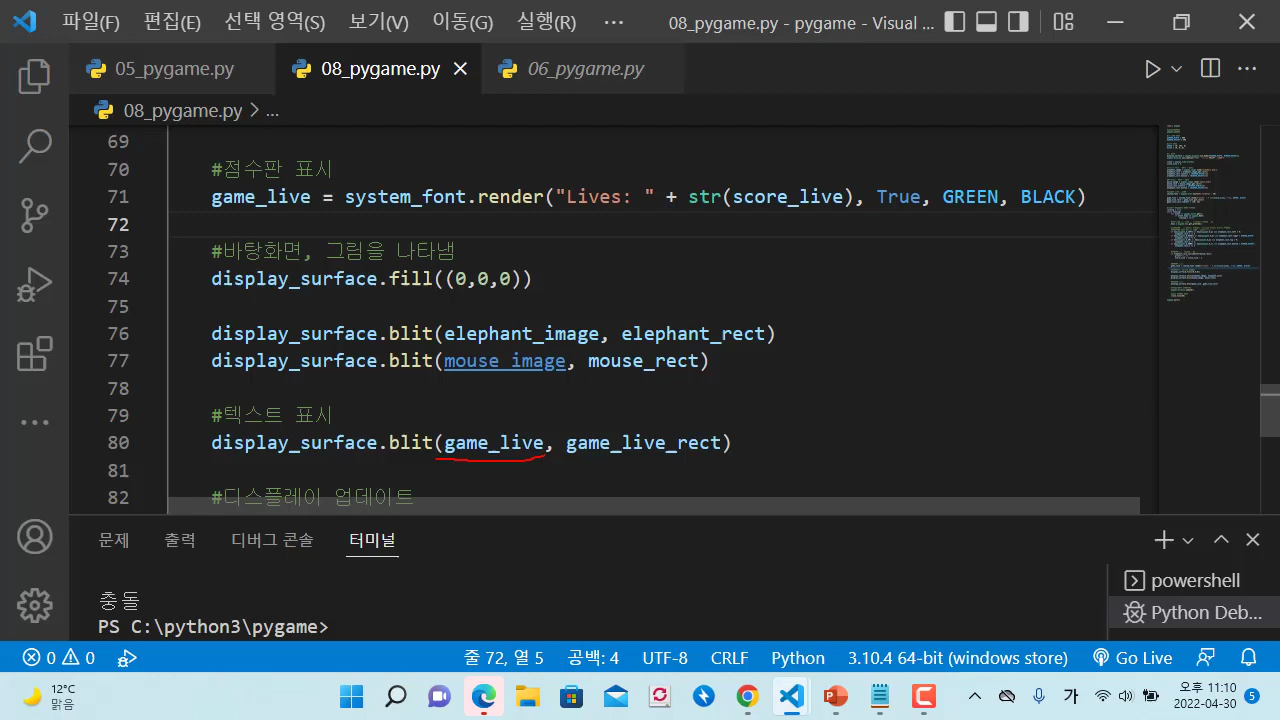 파일(F) 편집(E) 선택 영역(S) 보기(V) 이동(G) 실행(R) ··· 08_pygame.py - pygame - Visual ...
05_pygame.py 08_pygame.py 06_pygame.py
08_pygame.py > ...
69
70 #점수판 표시
71 game_live = system_font.render("Lives: " + str(score_live), True, GREEN, BLACK)
72
73 #바탕화면, 그림을 나타냄
74 display_surface.fill((0,0,0))
75
76 display_surface.blit(elephant_image, elephant_rect)
77 display_surface.blit(mouse_image, mouse_rect)
78
79 #텍스트 표시
80 display_surface.blit(game_live, game_live_rect)
81
82 #디스플레이 업데이트
문제 출력 디버그 콘솔 터미널
충돌
PS C:\python3\pygame>
powershell
Python Deb...
0 0 줄 72, 열 5 공백: 4 UTF-8 CRLF Python 3.10.4 64-bit (windows store) Go Live
12°C
맑음
가
오후 11:10
2022-04-30
5